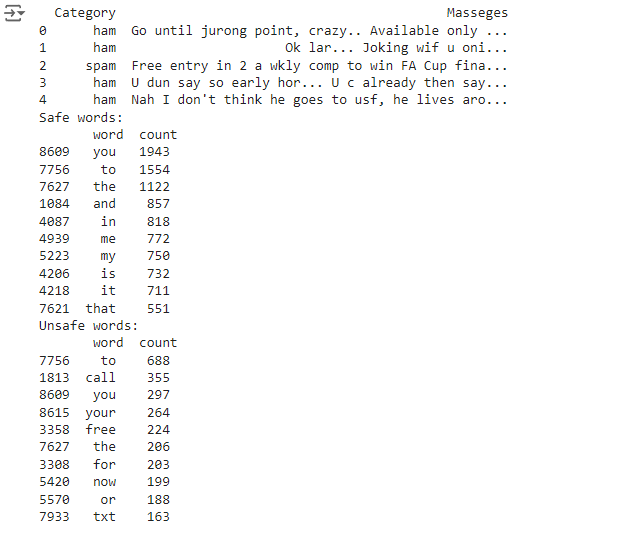 Category Masseges
0 ham Go until jurong point, crazy.. Available only ...
1 ham Ok lar... Joking wif u oni...
2 spam Free entry in 2 a wkly comp to win FA Cup fina...
3 ham U dun say so early hor... U c already then say...
4 ham Nah I don't think he goes to usf, he lives aro...
Safe words:
word count
8609 you 1943
7756 to 1554
7627 the 1122
1084 and 857
4087 in 818
4939 me 772
5223 my 750
4206 is 732
4218 it 711
7621 that 551
Unsafe words:
word count
7756 to 688
1813 call 355
8609 you 297
8615 your 264
3358 free 224
7627 the 206
3308 for 203
5420 now 199
5570 or 188
7933 txt 163